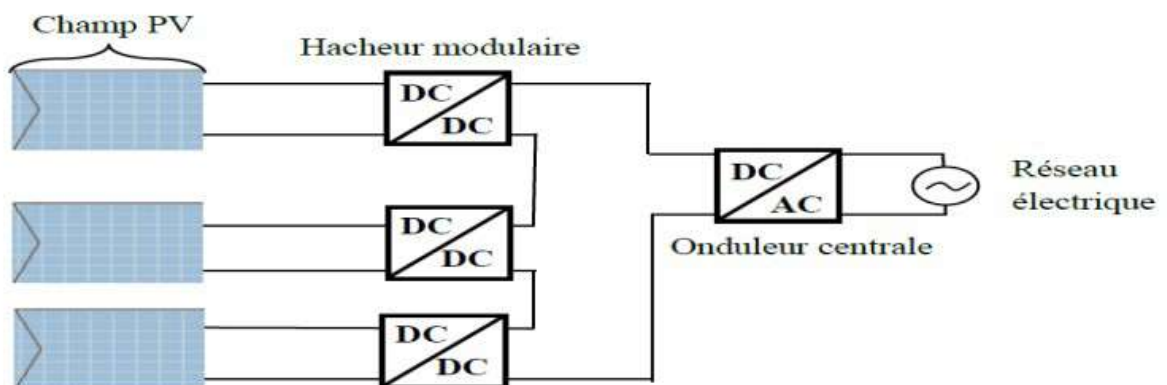 Champ PV
Hacheur modulaire
DC
DC
DC
DC
DC
DC
DC
AC
Réseau
électrique
Onduleur centrale